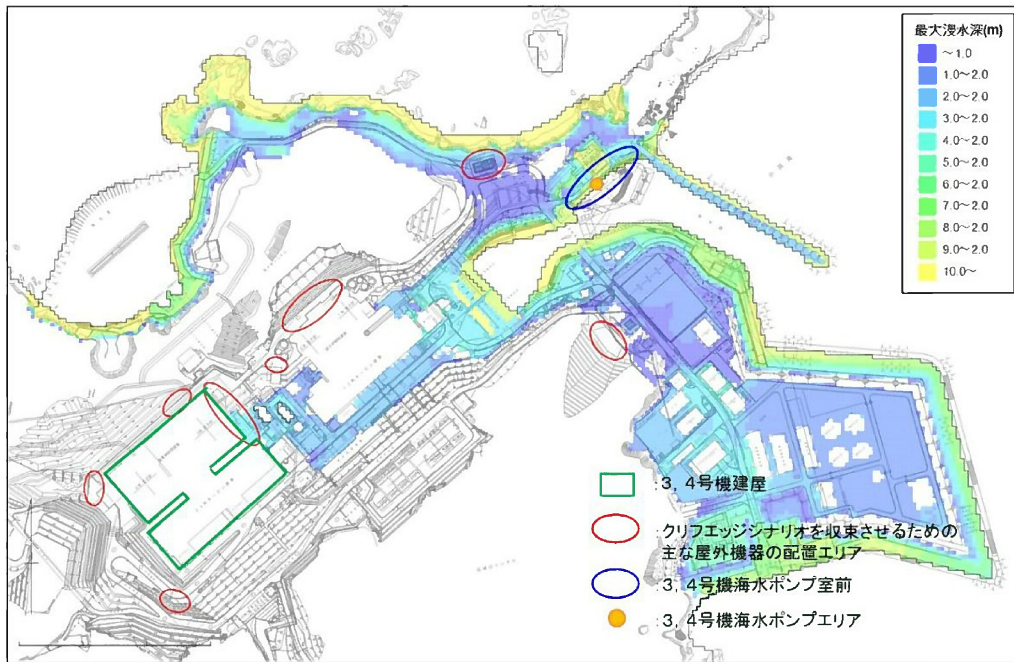 最大浸水深(m)
～1.0
1.0～2.0
2.0～2.0
3.0～2.0
4.0～2.0
5.0～2.0
6.0～2.0
7.0～2.0
8.0～2.0
9.0～2.0
10.0～
:3, 4号機建屋
:クリフエッジシナリオを収束させるための
主な屋外機器の配置エリア
:3, 4号機海水ポンプ室前
:3, 4号機海水ポンプエリア